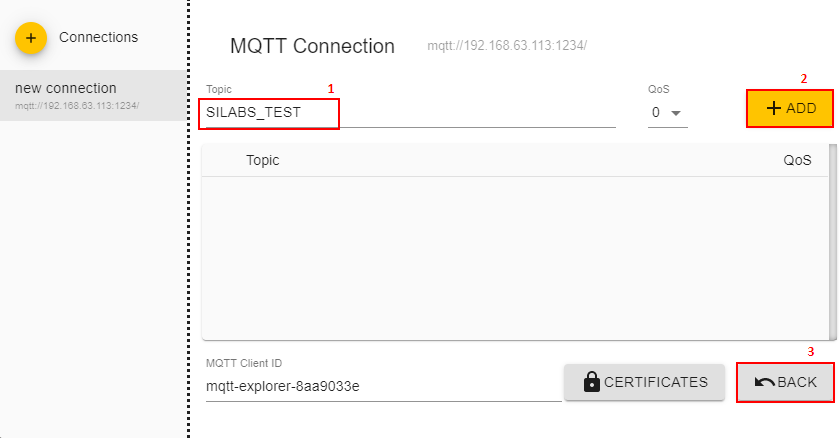 + Connections
new connection
mqtt://192.168.63.113:1234/
MQTT Connection mqtt://192.168.63.113:1234/
Topic 1 QoS 2
SILABS_TEST 0 + ADD
Topic QoS
3
MQTT Client ID
mqtt-explorer-8aa9033e CERTIFICATES BACK